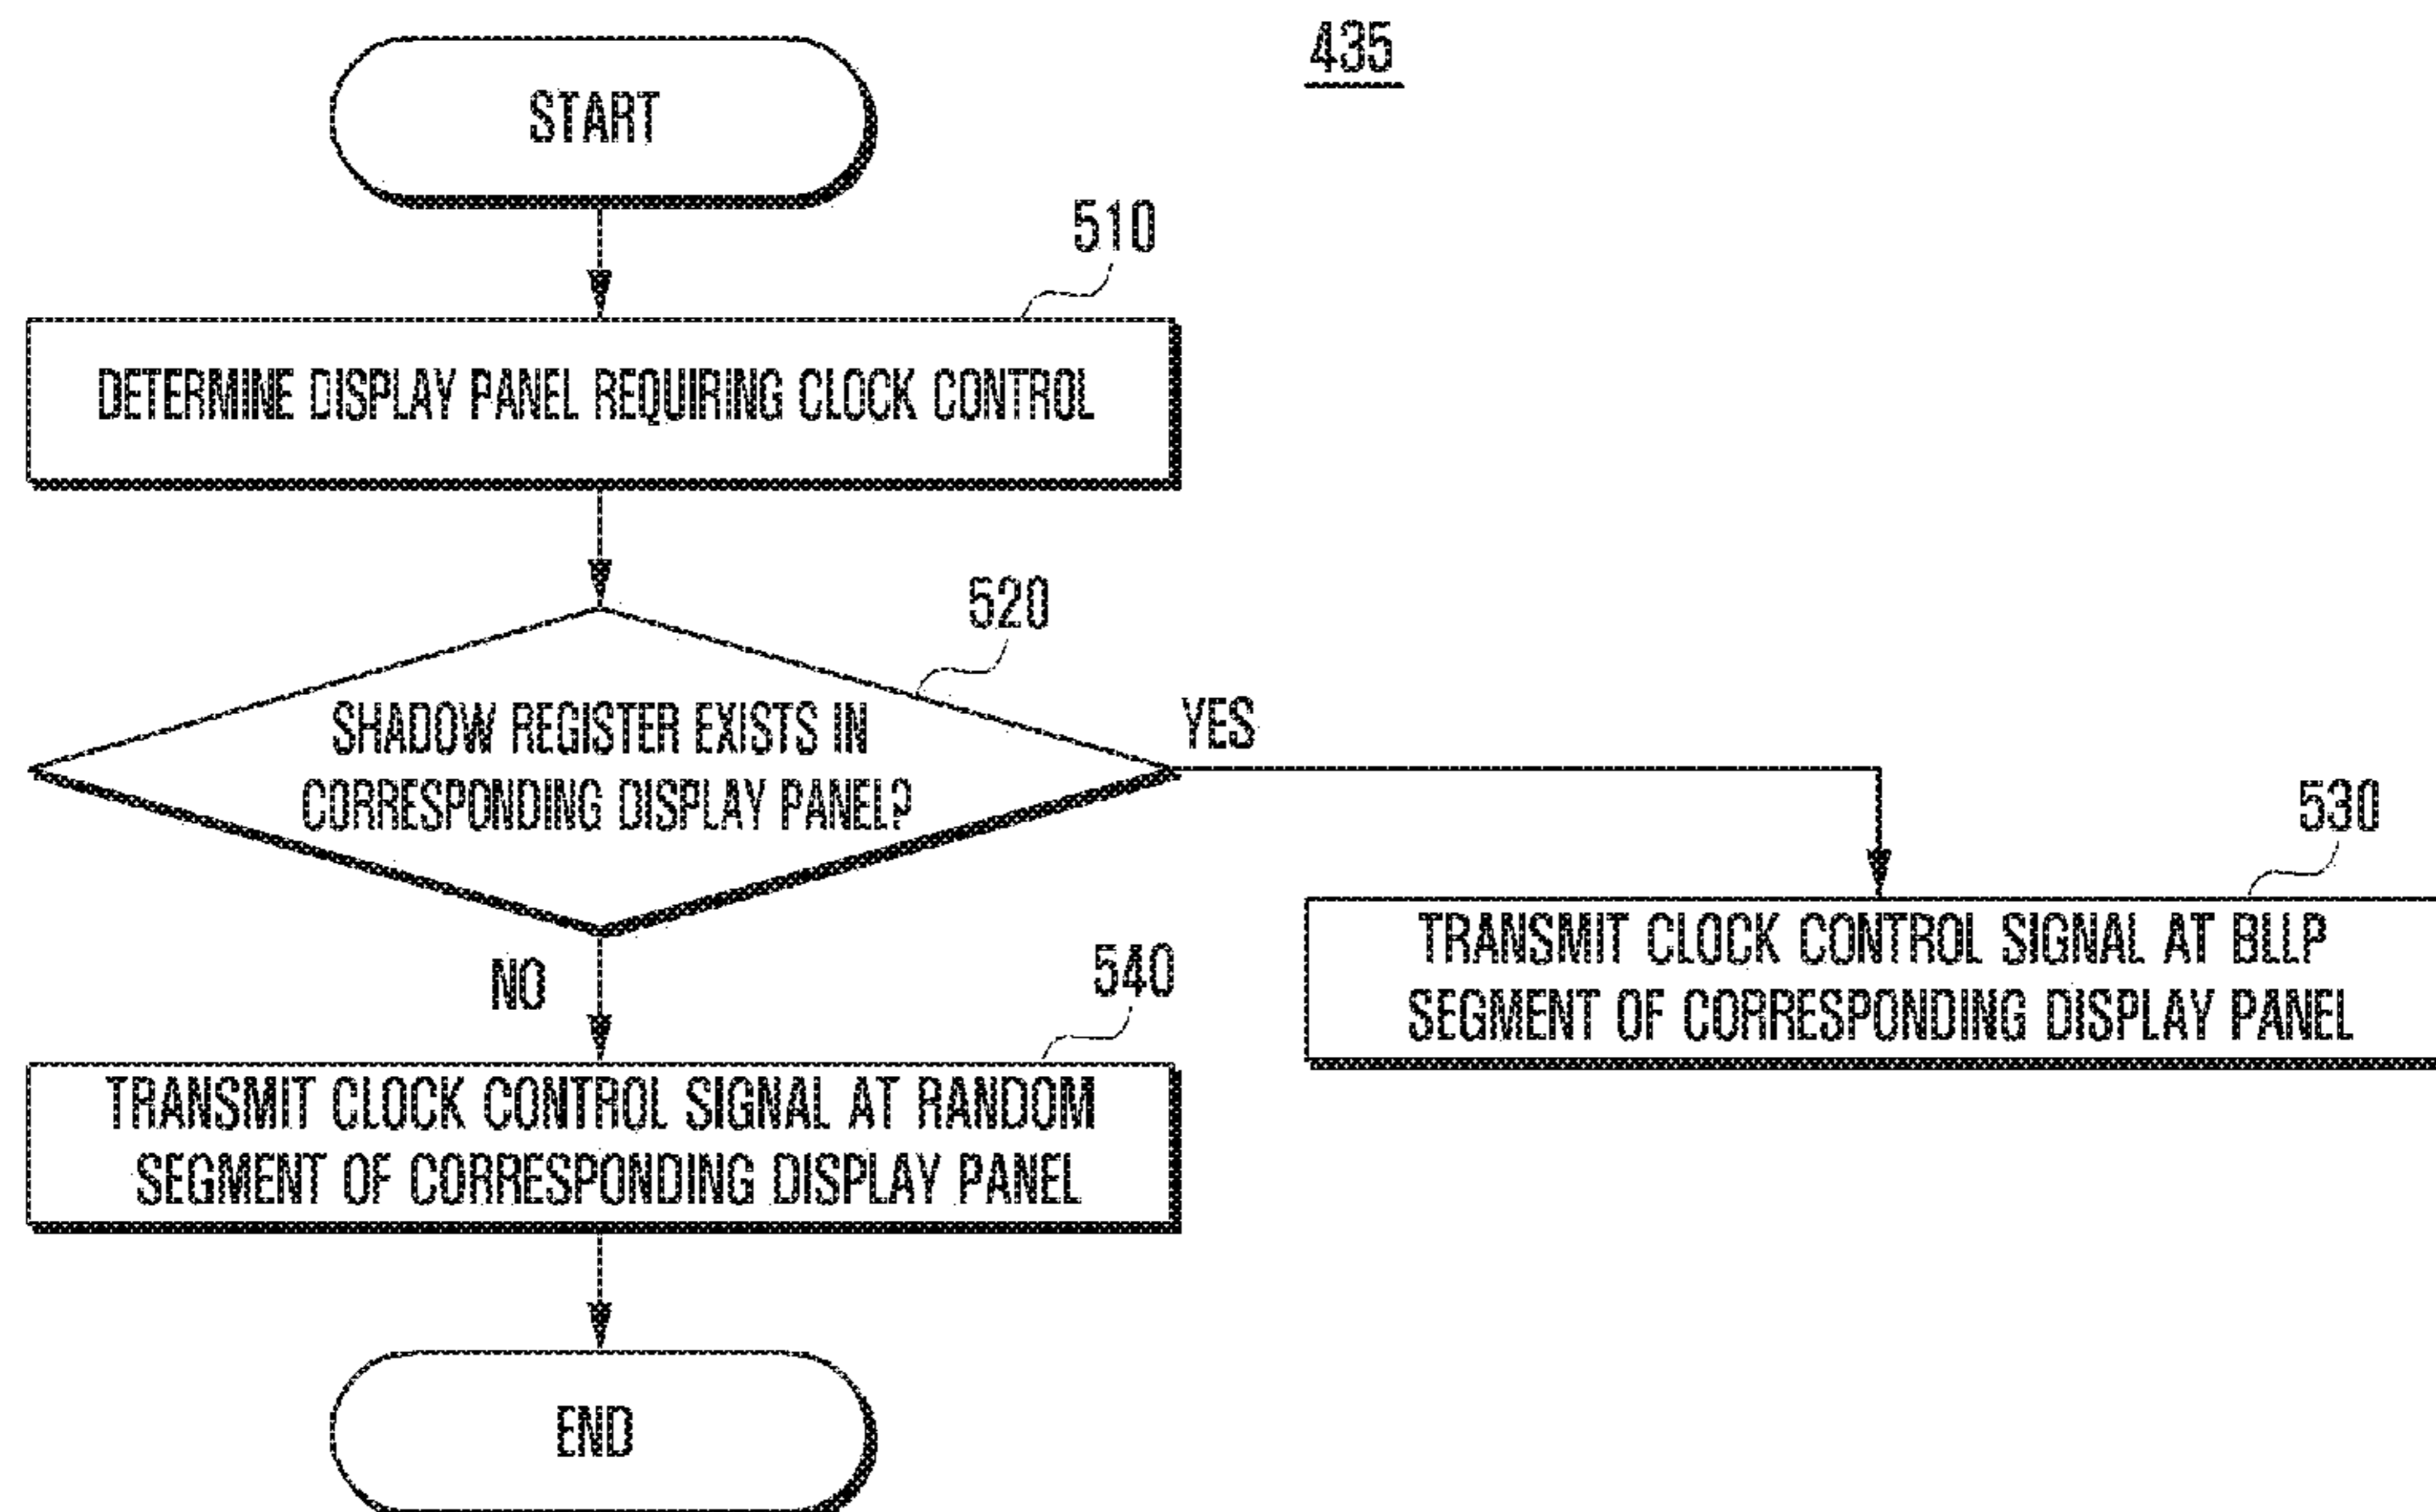 435
START
510
DETERMINE DISPLAY PANEL REQUIRING CLOCK CONTROL
520
SHADOW REGISTER EXISTS IN
CORRESPONDING DISPLAY PANEL?
YES
530
TRANSMIT CLOCK CONTROL SIGNAL AT BLLP
SEGMENT OF CORRESPONDING DISPLAY PANEL
NO
540
TRANSMIT CLOCK CONTROL SIGNAL AT RANDOM
SEGMENT OF CORRESPONDING DISPLAY PANEL
END